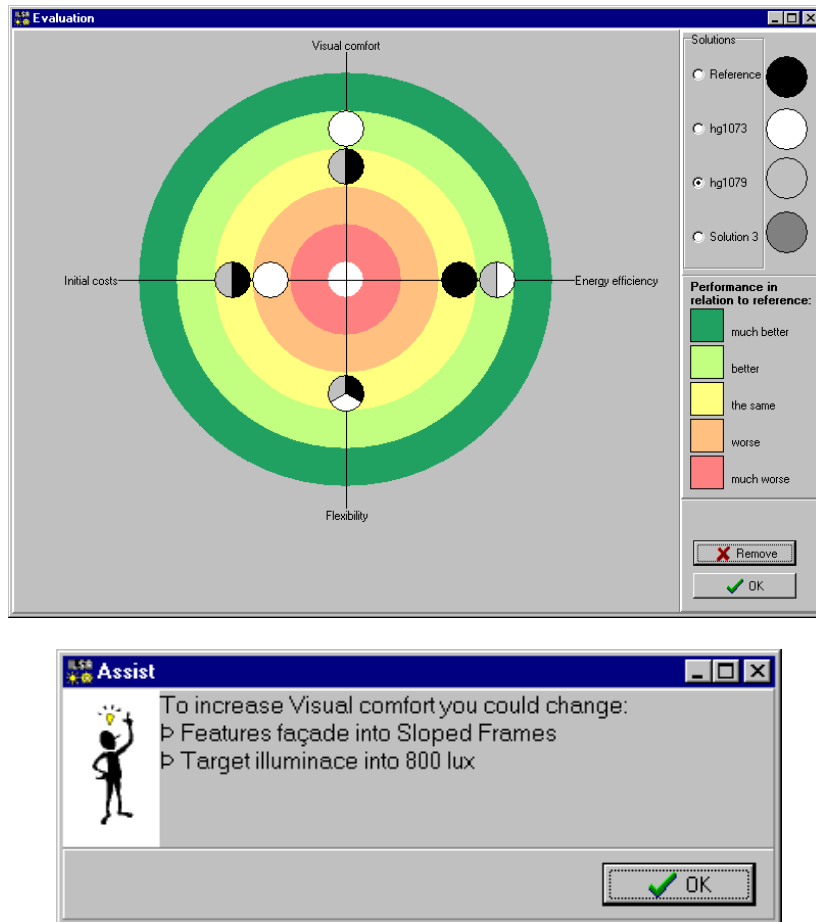 ILSA Evaluation
Visual comfort
Initial costs
Energy efficiency
Flexibility
Solutions
Reference
hg1073
hg1079
Solution 3
Performance in
relation to reference:
much better
better
the same
worse
much worse
Remove
OK
ILSA Assist
To increase Visual comfort you could change:
Þ Features façade into Sloped Frames
Þ Target illuminace into 800 lux
OK